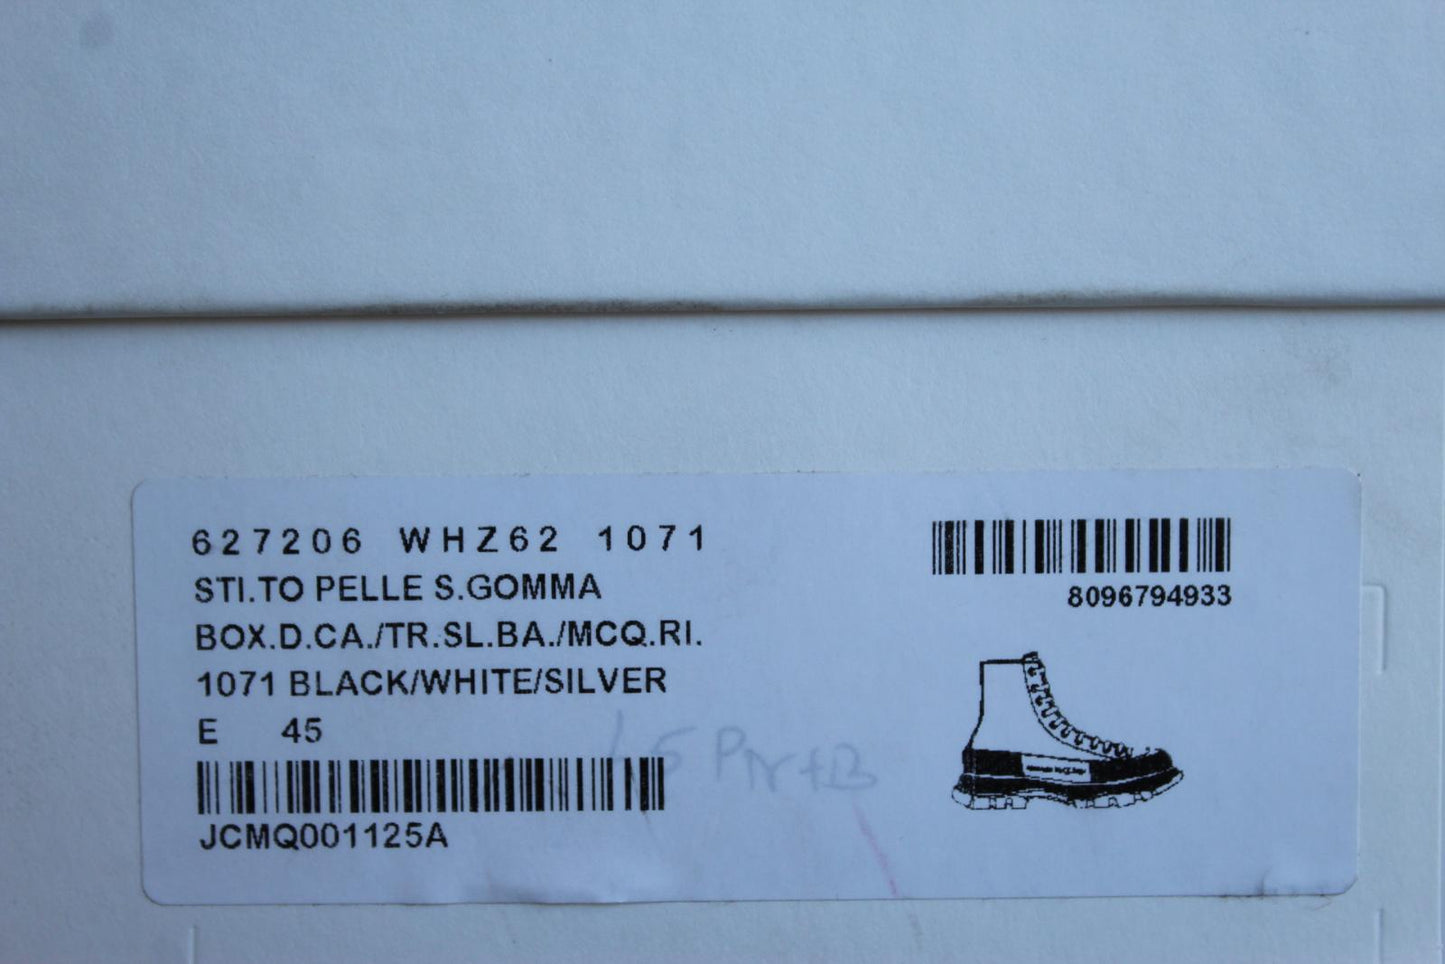 627206 WHZ62 1071
STI.TO PELLE S.GOMMA
BOX.D.CA./TR.SL.BA./MCQ.RI.
1071 BLACK/WHITE/SILVER
E 45
JCMQ001125A
8096794933